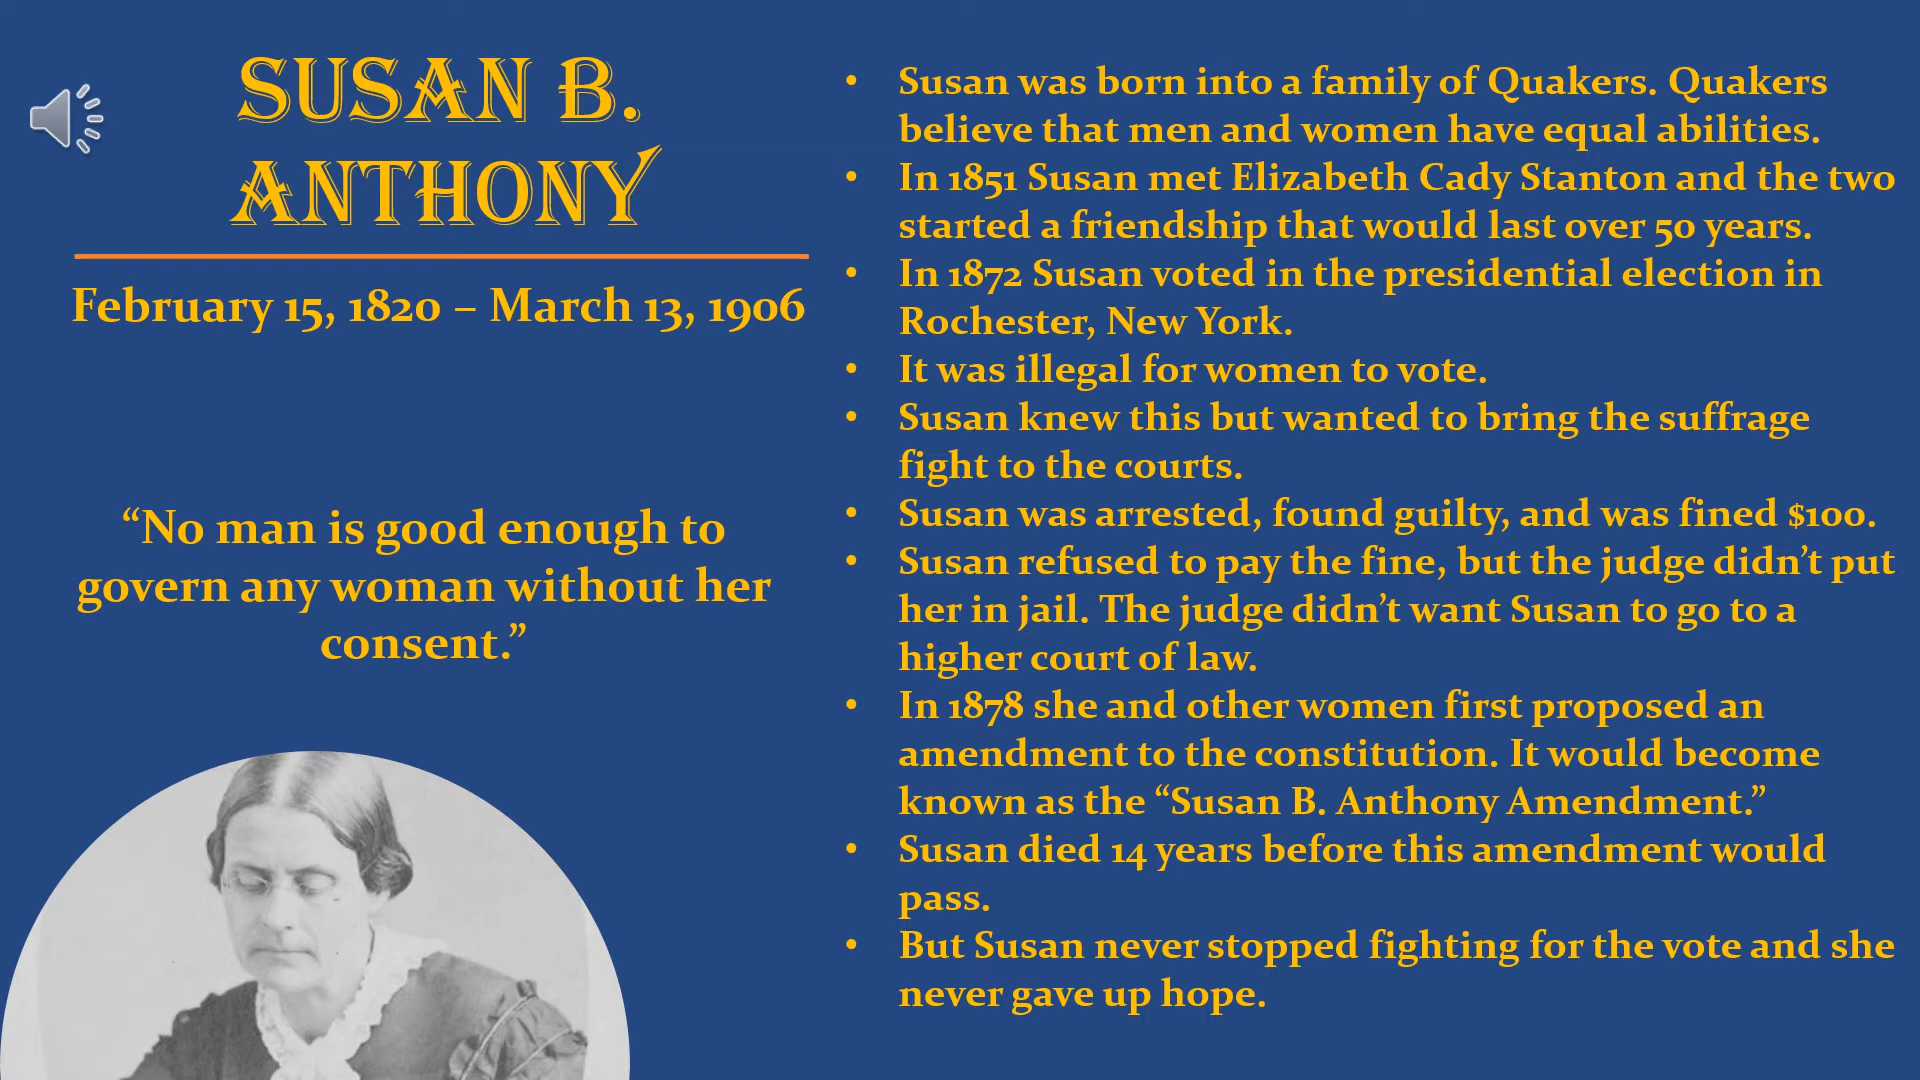 SUSAN B.
ANTHONY
February 15, 1820 – March 13, 1906
“No man is good enough to
govern any woman without her
consent.”
• Susan was born into a family of Quakers. Quakers
believe that men and women have equal abilities.
• In 1851 Susan met Elizabeth Cady Stanton and the two
started a friendship that would last over 50 years.
• In 1872 Susan voted in the presidential election in
Rochester, New York.
• It was illegal for women to vote.
• Susan knew this but wanted to bring the suffrage
fight to the courts.
• Susan was arrested, found guilty, and was fined $100.
• Susan refused to pay the fine, but the judge didn’t put
her in jail. The judge didn’t want Susan to go to a
higher court of law.
• In 1878 she and other women first proposed an
amendment to the constitution. It would become
known as the “Susan B. Anthony Amendment.”
• Susan died 14 years before this amendment would
pass.
• But Susan never stopped fighting for the vote and she
never gave up hope.